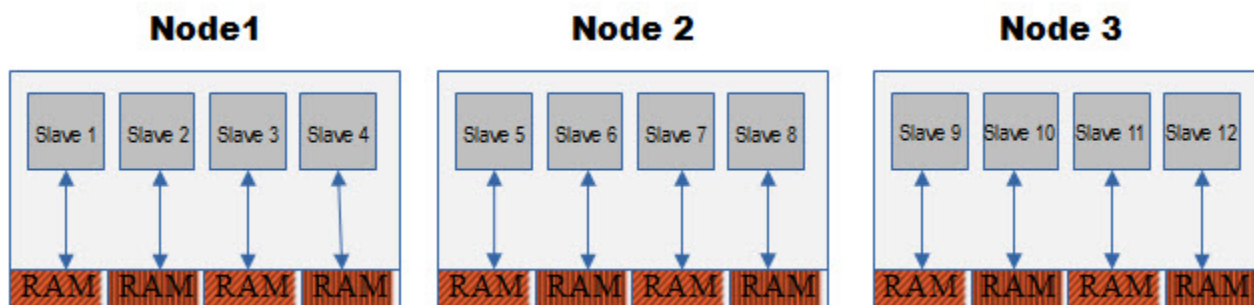 Node1 Node 2 Node 3
Slave 1 Slave 2 Slave 3 Slave 4 Slave 5 Slave 6 Slave 7 Slave 8 Slave 9 Slave 10 Slave 11 Slave 12
RAM RAM RAM RAM RAM RAM RAM RAM RAM RAM RAM RAM